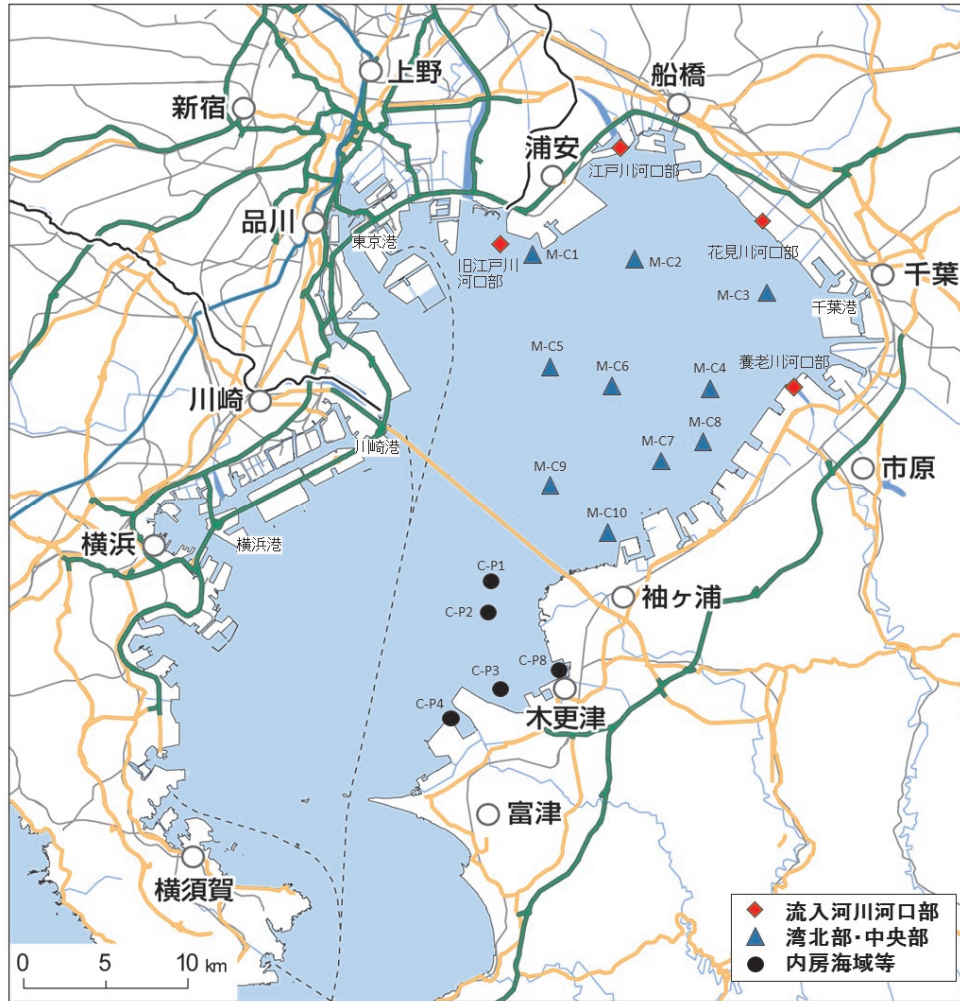 上野
船橋
新宿
浦安
江戸川河口部
品川
東京港
旧江戸川
河口部
M-C1
M-C2
花見川河口部
千葉
M-C3
千葉港
M-C5
M-C6
M-C4
養老川河口部
川崎
川崎港
M-C8
M-C7
市原
M-C9
M-C10
横浜
横浜港
C-P1
袖ヶ浦
C-P2
C-P8
C-P3
C-P4
木更津
富津
横須賀
流入河川河口部
湾北部・中央部
内房海域等
0 5 10 km